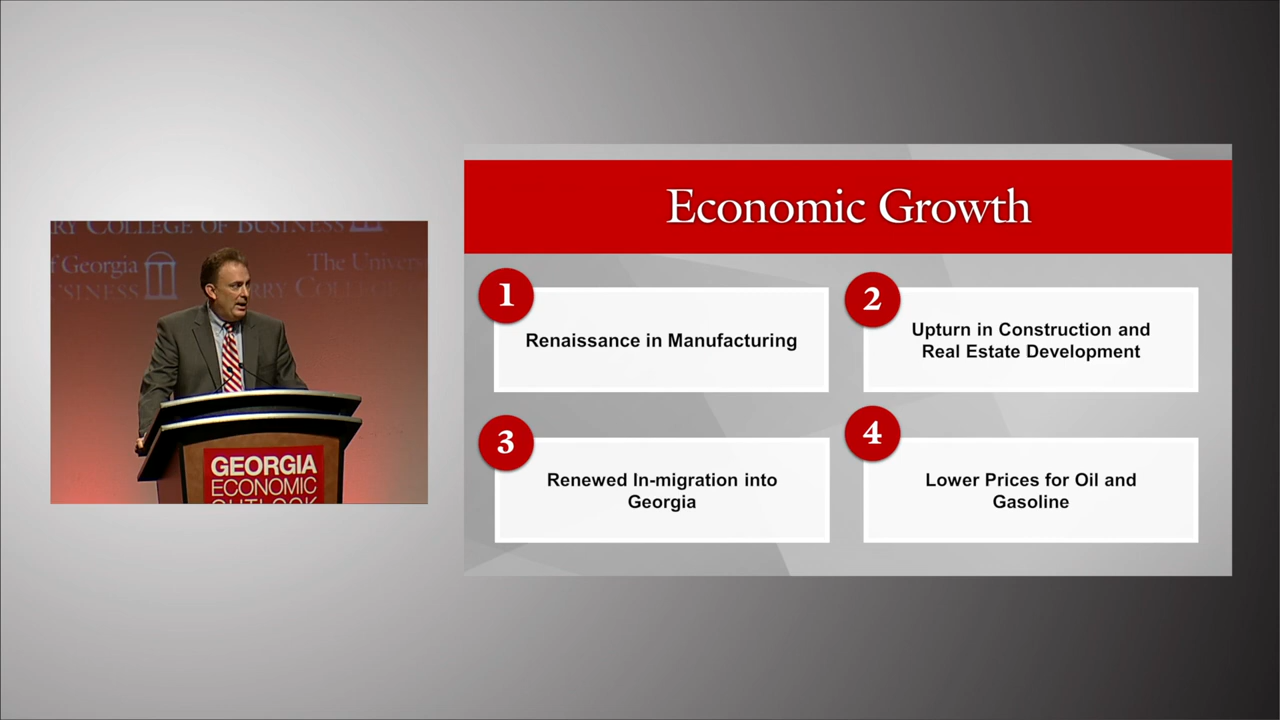 RY COLLEGE OF BUSINESS
f Georgia
The Univers
SINESS
RRY COLLEGE
GEORGIA
ECONOMIC
OUTLOOK
Economic Growth
1
Renaissance in Manufacturing
2
Upturn in Construction and
Real Estate Development
3
Renewed In-migration into
Georgia
4
Lower Prices for Oil and
Gasoline